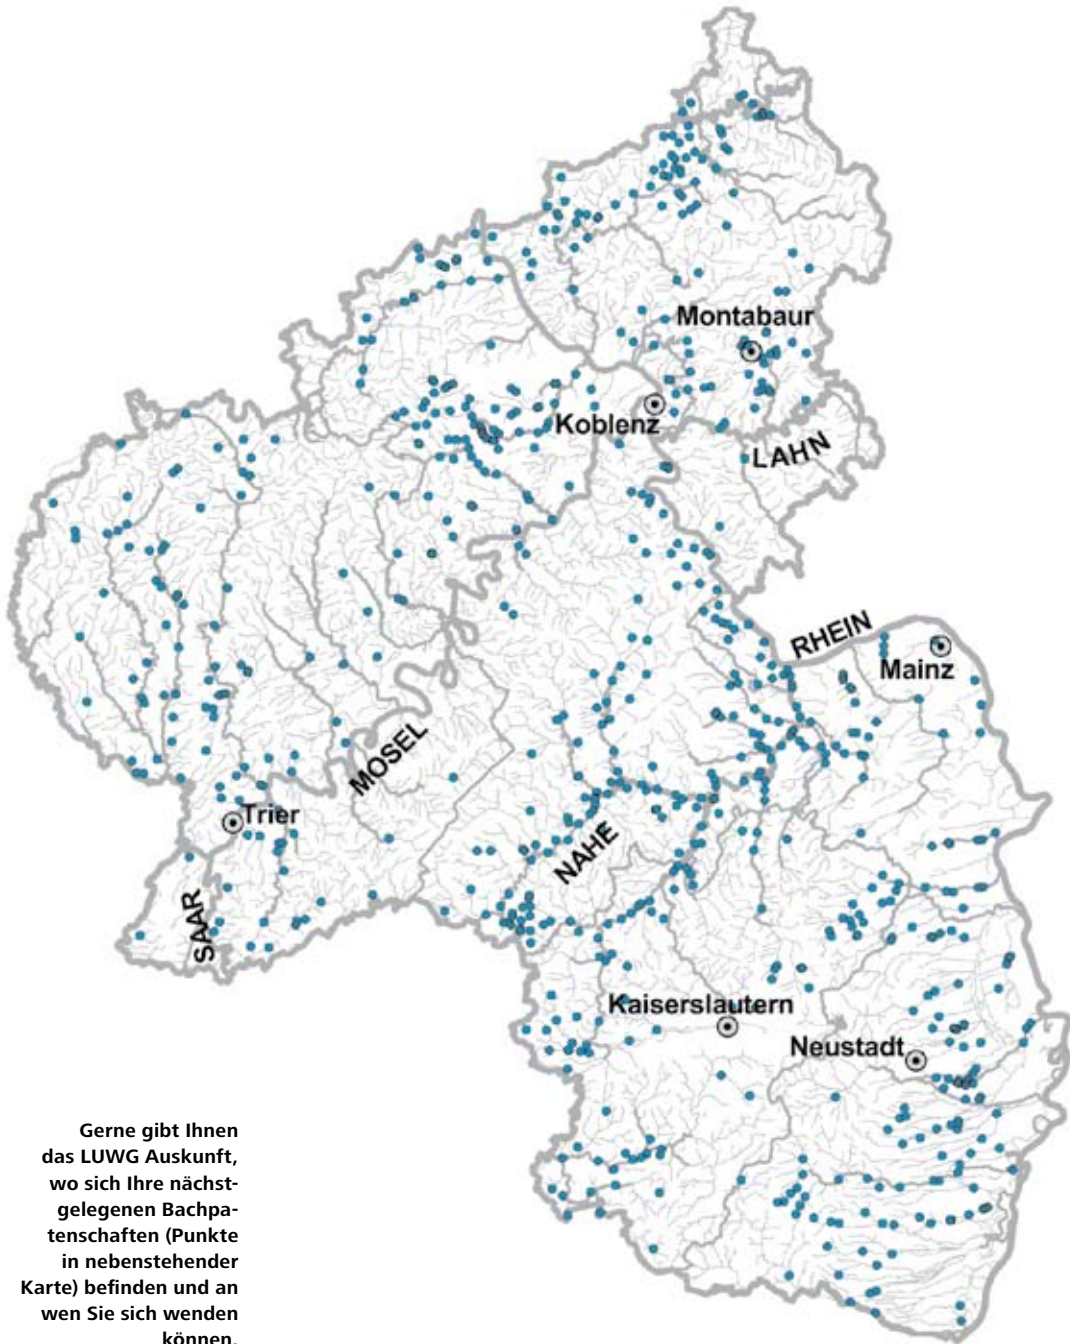 Montabaur
Koblenz
LAHN
RHEIN
Mainz
MOSEL
Trier
NAHE
SAAR
Kaiserslautern
Neustadt
Gerne gibt Ihnen
das LUWG Auskunft,
wo sich Ihre nächst-
gelegenen Bachpa-
tenschaften (Punkte
in nebenstehender
Karte) befinden und an
wen Sie sich wenden
können.